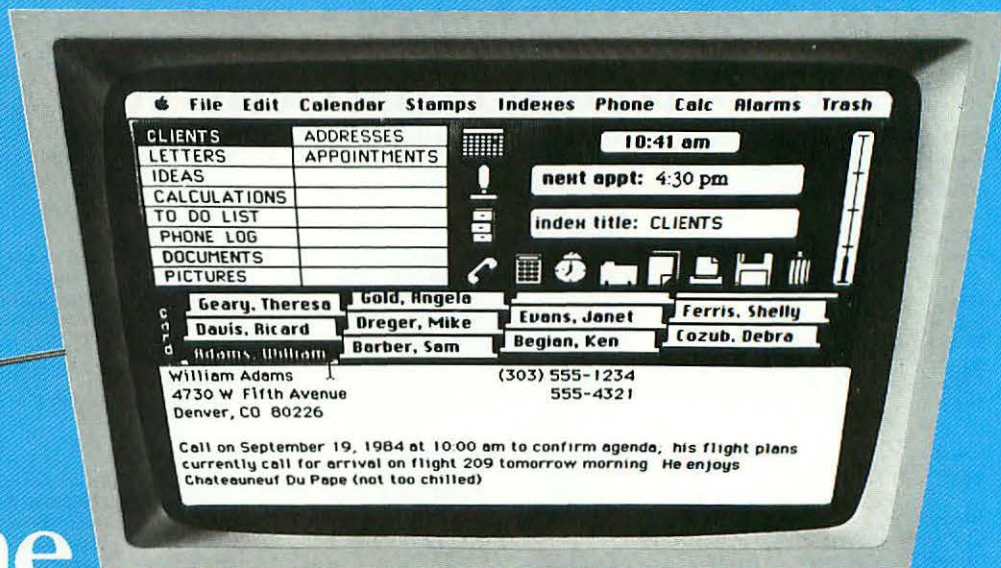 File Edit Calendar Stamps Indexes Phone Calc Alarms Trash
CLIENTS ADDRESSES
LETTERS APPOINTMENTS
IDEAS
CALCULATIONS
TO DO LIST
PHONE LOG
DOCUMENTS
PICTURES
10:41 am
next appt: 4:30 pm
index title: CLIENTS
card
Geary, Theresa Gold, Angela
Davis, Ricard Dreger, Mike Evans, Janet Ferris, Shelly
Adams, William Barber, Sam Begian, Ken Cozub, Debra
William Adams (303) 555-1234
4730 W Fifth Avenue 555-4321
Denver, CO 80226
Call on September 19, 1984 at 10:00 am to confirm agenda; his flight plans
currently call for arrival on flight 209 tomorrow morning He enjoys
Chateauneuf Du Pape (not too chilled)